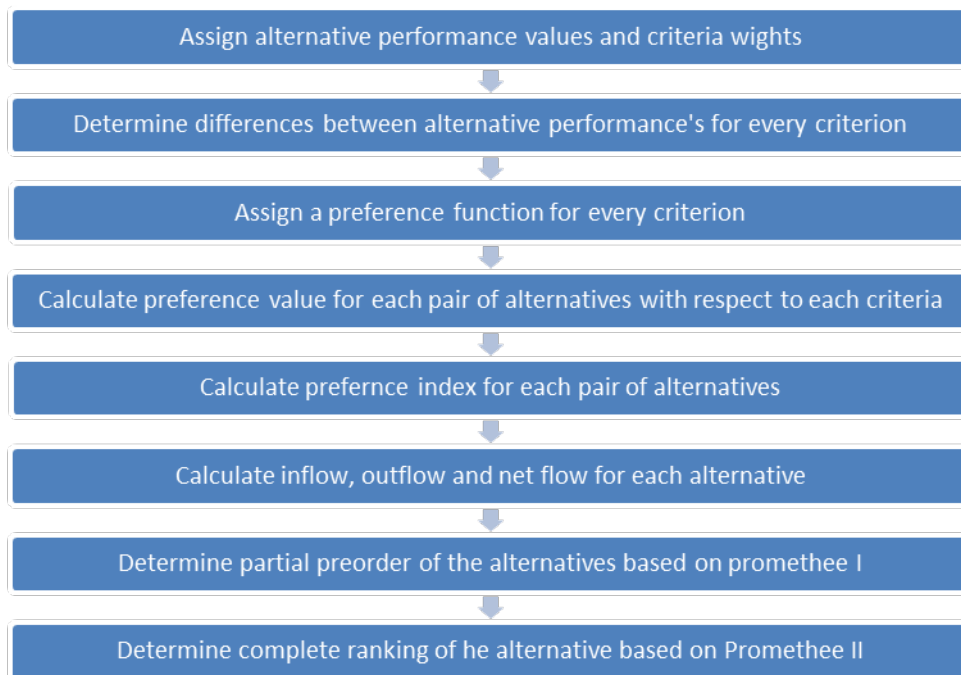 Assign alternative performance values and criteria wights
Determine differences between alternative performance's for every criterion
Assign a preference function for every criterion
Calculate preference value for each pair of alternatives with respect to each criteria
Calculate prefernce index for each pair of alternatives
Calculate inflow, outflow and net flow for each alternative
Determine partial preorder of the alternatives based on promethee I
Determine complete ranking of he alternative based on Promethee II